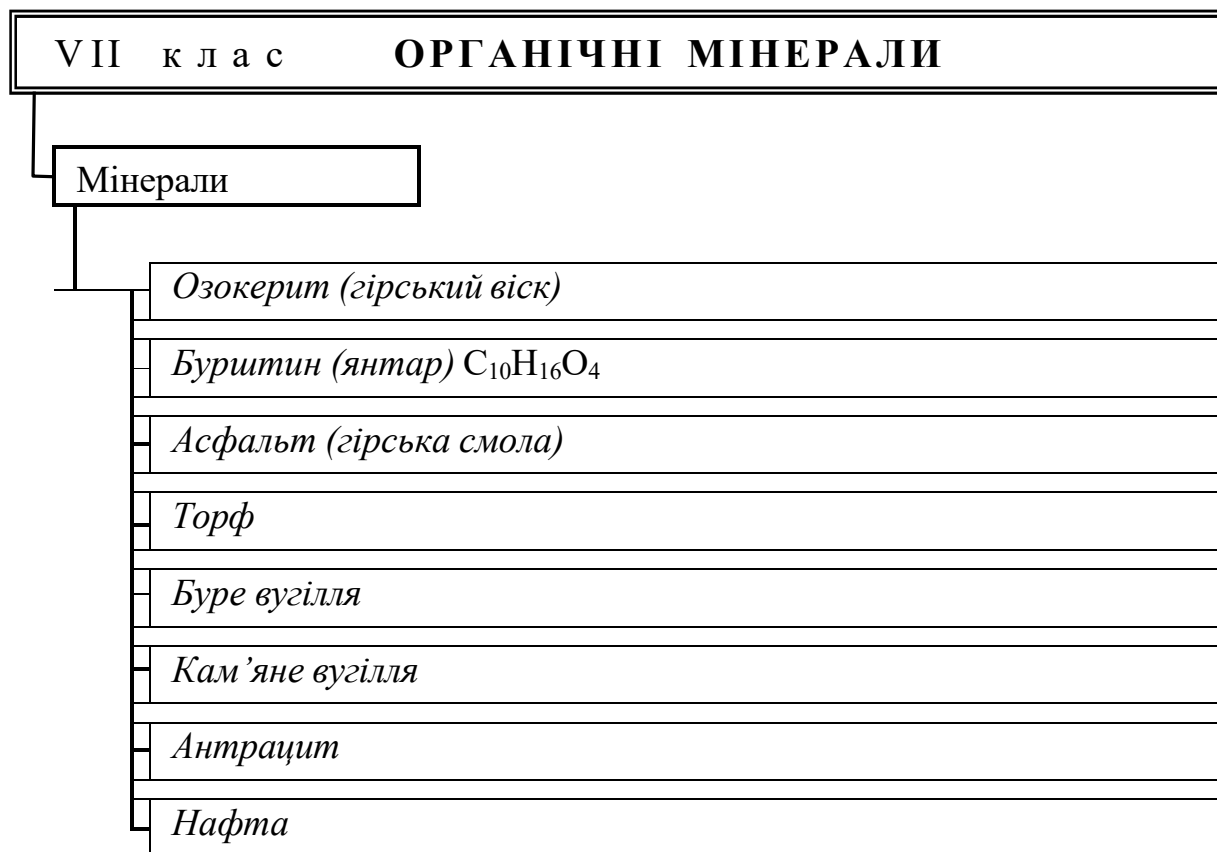 VII клас ОРГАНІЧНІ МІНЕРАЛИ
Мінерали
Озокерит (гірський віск)
Бурштин (янтар) C₁₀H₁₆O₄
Асфальт (гірська смола)
Торф
Буре вугілля
Кам’яне вугілля
Антрацит
Нафта